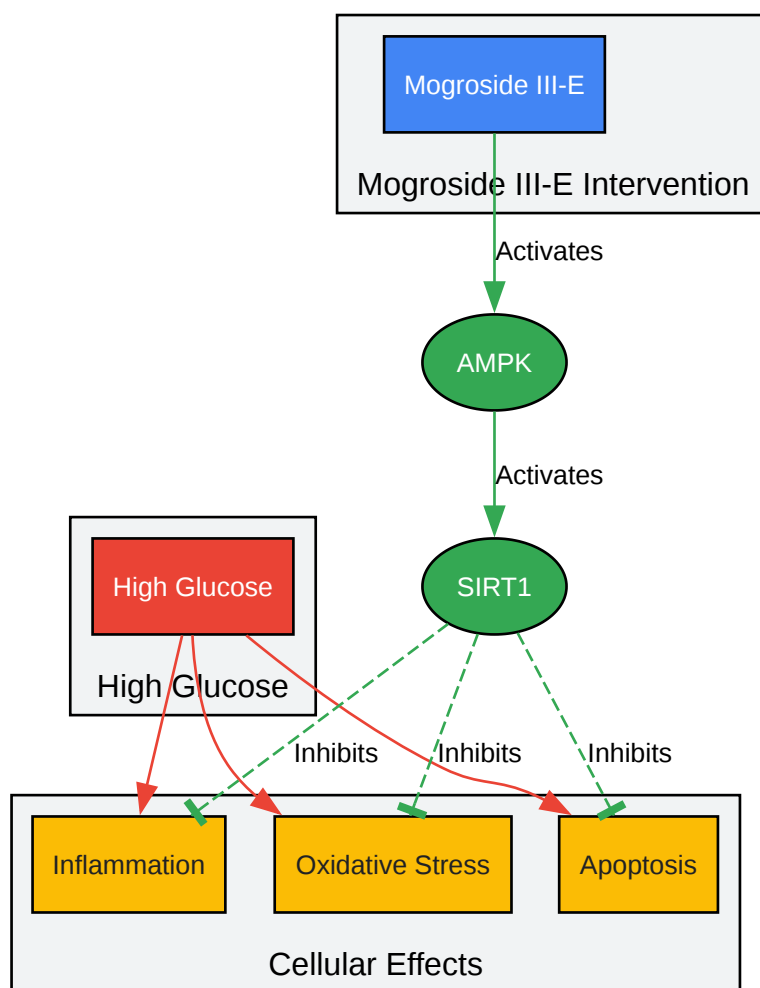 Mogroside III-E
Mogroside III-E Intervention
Activates
AMPK
Activates
SIRT1
High Glucose
High Glucose
Inhibits
Inhibits
Inhibits
Inflammation
Oxidative Stress
Apoptosis
Cellular Effects